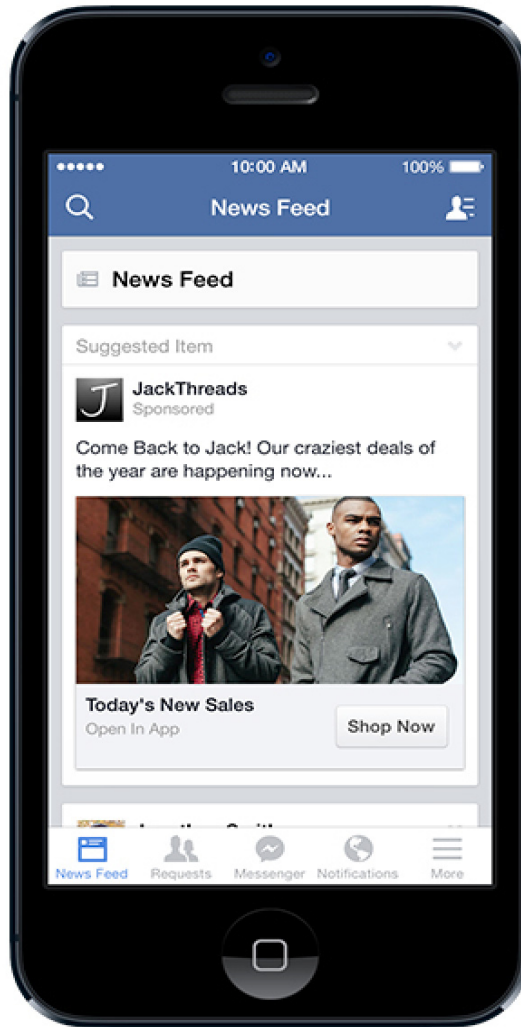 10:00 AM 100%
News Feed
News Feed
Suggested Item
J JackThreads
Sponsored
Come Back to Jack! Our craziest deals of
the year are happening now...
Today's New Sales
Open In App
Shop Now
News Feed Requests Messenger Notifications More